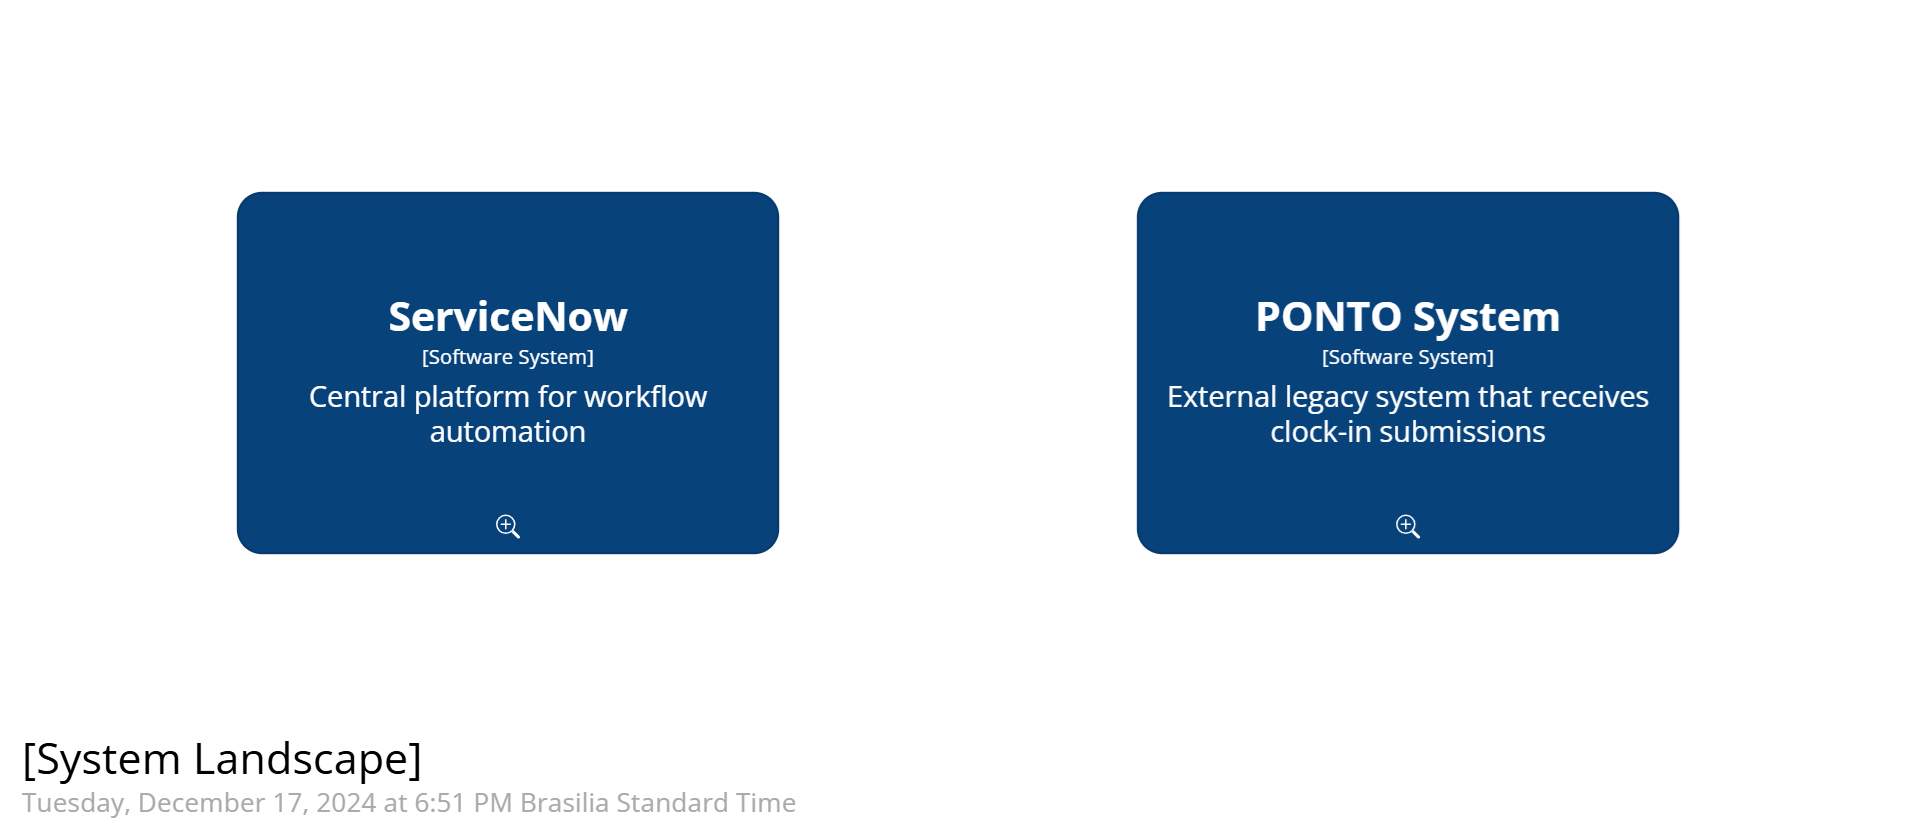 ServiceNow
[Software System]
Central platform for workflow
automation
PONTO System
[Software System]
External legacy system that receives
clock-in submissions
[System Landscape]
Tuesday, December 17, 2024 at 6:51 PM Brasilia Standard Time